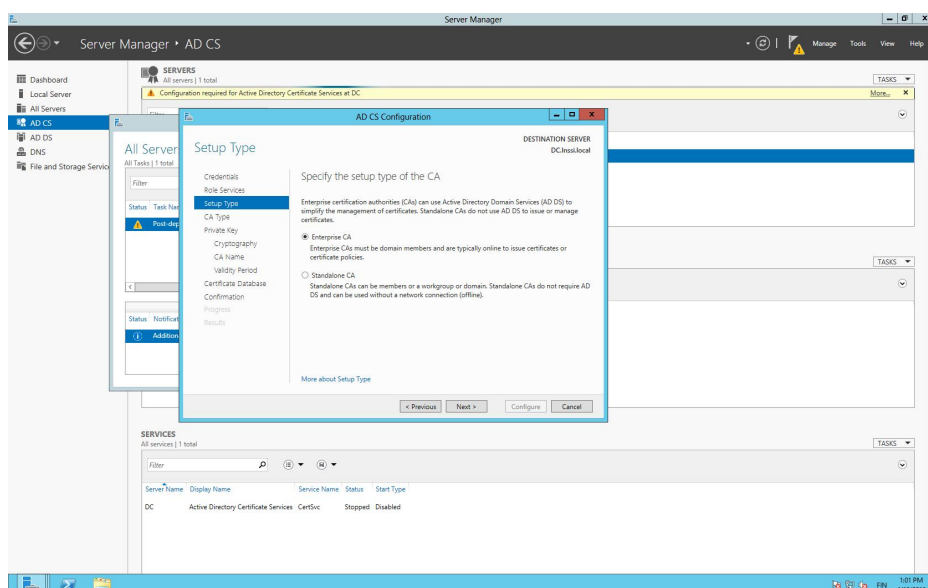 Server Manager
Server Manager • AD CS
Manage Tools View Help
Dashboard
Local Server
All Servers
AD CS
AD DS
DNS
File and Storage Service
SERVERS
All servers | 1 total
TASKS
Configuration required for Active Directory Certificate Services at DC
More...
All Server
All Tasks | 1 total
Filter
Status Task Na
Post-dep
Status Notificat
Addition
AD CS Configuration
Setup Type
DESTINATION SERVER
DC.Inssi.local
Credentials
Role Services
Setup Type
CA Type
Private Key
Cryptography
CA Name
Validity Period
Certificate Database
Confirmation
Progress
Results
Specify the setup type of the CA
Enterprise certification authorities (CAs) can use Active Directory Domain Services (AD DS) to
simplify the management of certificates. Standalone CAs do not use AD DS to issue or manage
certificates.
Enterprise CA
Enterprise CAs must be domain members and are typically online to issue certificates or
certificate policies.
Standalone CA
Standalone CAs can be members or a workgroup or domain. Standalone CAs do not require AD
DS and can be used without a network connection (offline).
More about Setup Type
< Previous Next > Configure Cancel
TASKS
SERVICES
All services | 1 total
TASKS
Filter
Server Name Display Name Service Name Status Start Type
DC Active Directory Certificate Services CertSvc Stopped Disabled
FIN
1:01 PM